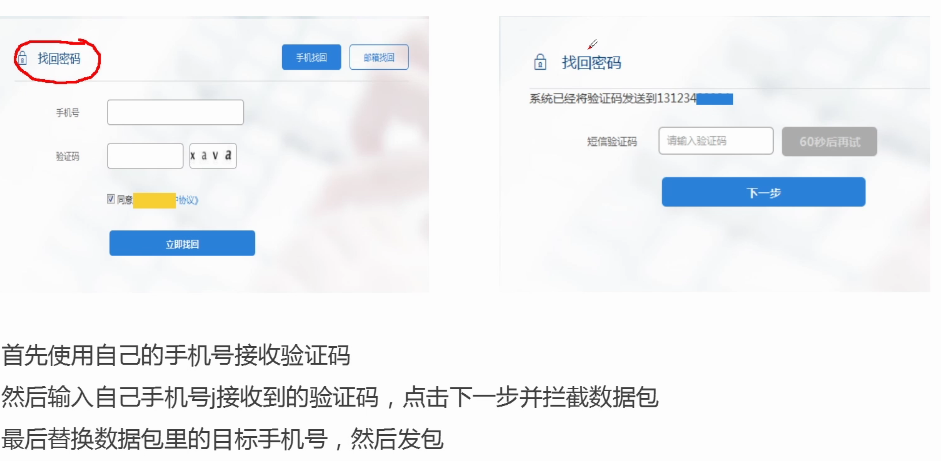 找回密码
手机找回
邮箱找回
手机号
验证码
x a v a
同意
协议》
立即找回
找回密码
系统已经将验证码发送到131234
短信验证码
请输入验证码
60秒后再试
下一步
首先使用自己的手机号接收验证码
然后输入自己手机号j接收到的验证码，点击下一步并拦截数据包
最后替换数据包里的目标手机号，然后发包